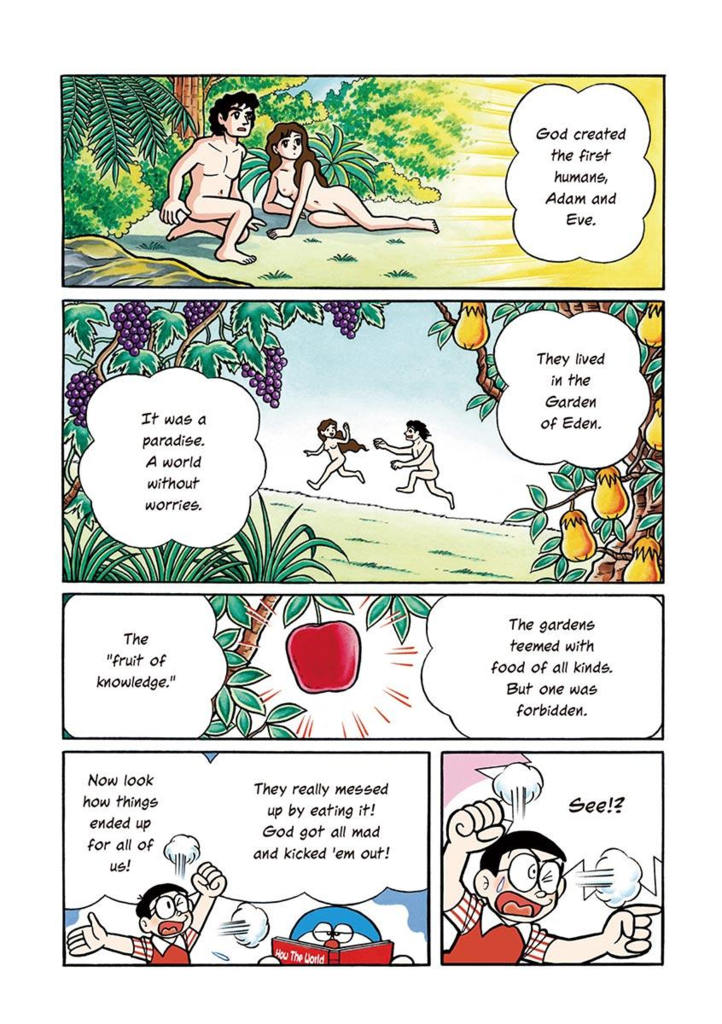 God created
the first
humans,
Adam and
Eve.
They lived
in the
Garden
of Eden.
It was a
paradise.
A world
without
worries.
The gardens
teemed with
food of all kinds.
But one was
forbidden.
The
"fruit of
knowledge."
They really messed
up by eating it!
God got all mad
and kicked 'em out!
Now look
how things
ended up
for all of
us!
How The World
See!?